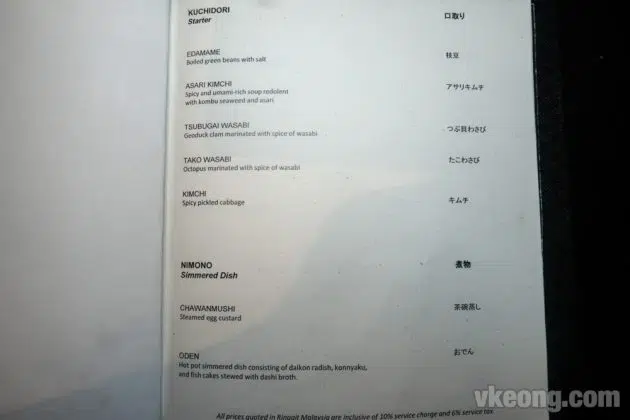 KUCHIDORI 口取り
Starter
EDAMAME 枝豆
Boiled green beans with salt
ASARI KIMCHI アサリキムチ
Spicy and umami-rich soup redolent
with kombu seaweed and asari
TSUBUGAI WASABI つぶ貝わさび
Geoduck clam marinated with spice of wasabi
TAKO WASABI たこわさび
Octopus marinated with spice of wasabi
KIMCHI キムチ
Spicy pickled cabbage
NIMONO 煮物
Simmered Dish
CHAWANMUSHI 茶碗蒸し
Steamed egg custard
ODEN おでん
Hot pot simmered dish consisting of daikon radish, konnyaku,
and fish cakes stewed with dashi broth.
All prices quoted in Ringgit Malaysia are inclusive of 10% service charge and 6% service tax
vkeong.com